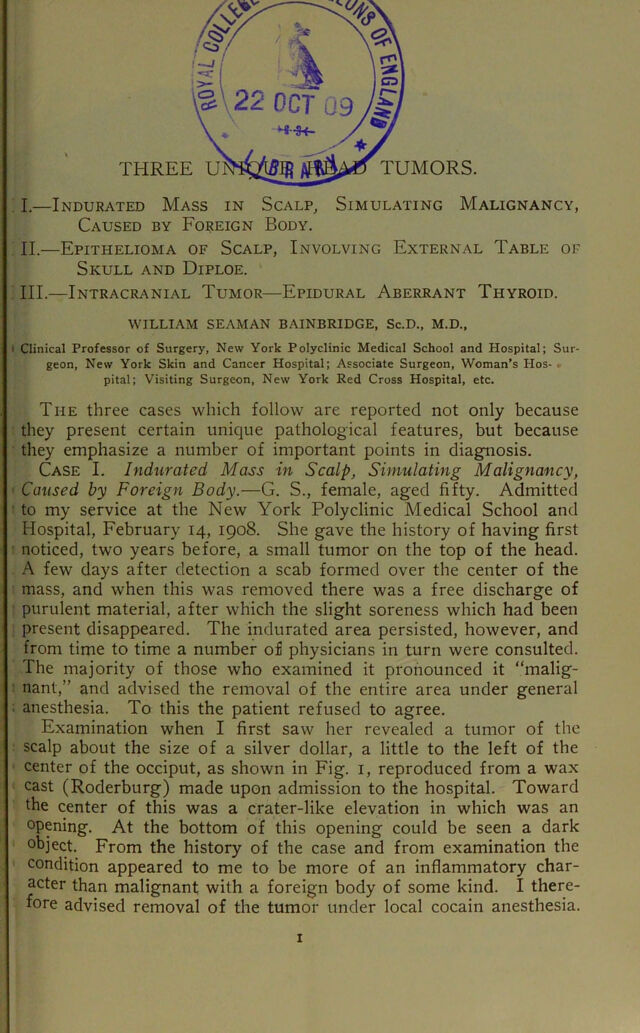 ROYAL COLLEGE OF ENGLAND
22 OCT 09
LIBRARY
THREE UNIQUE HEAD TUMORS.
I.—Indurated Mass in Scalp, Simulating Malignancy,
Caused by Foreign Body.
II.—Epithelioma of Scalp, Involving External Table of
Skull and Diploe.
III.—Intracranial Tumor—Epidural Aberrant Thyroid.
WILLIAM SEAMAN BAINBRIDGE, Sc.D., M.D.,
Clinical Professor of Surgery, New York Polyclinic Medical School and Hospital; Sur-
geon, New York Skin and Cancer Hospital; Associate Surgeon, Woman's Hos-
pital; Visiting Surgeon, New York Red Cross Hospital, etc.
The three cases which follow are reported not only because
they present certain unique pathological features, but because
they emphasize a number of important points in diagnosis.
Case I. Indurated Mass in Scalp, Simulating Malignancy,
Caused by Foreign Body.—G. S., female, aged fifty. Admitted
to my service at the New York Polyclinic Medical School and
Hospital, February 14, 1908. She gave the history of having first
noticed, two years before, a small tumor on the top of the head.
A few days after detection a scab formed over the center of the
mass, and when this was removed there was a free discharge of
purulent material, after which the slight soreness which had been
present disappeared. The indurated area persisted, however, and
from time to time a number of physicians in turn were consulted.
The majority of those who examined it pronounced it "malig-
nant," and advised the removal of the entire area under general
anesthesia. To this the patient refused to agree.
Examination when I first saw her revealed a tumor of the
scalp about the size of a silver dollar, a little to the left of the
center of the occiput, as shown in Fig. 1, reproduced from a wax
cast (Roderburg) made upon admission to the hospital. Toward
the center of this was a crater-like elevation in which was an
opening. At the bottom of this opening could be seen a dark
object. From the history of the case and from examination the
condition appeared to me to be more of an inflammatory char-
acter than malignant with a foreign body of some kind. I there-
fore advised removal of the tumor under local cocain anesthesia.
1